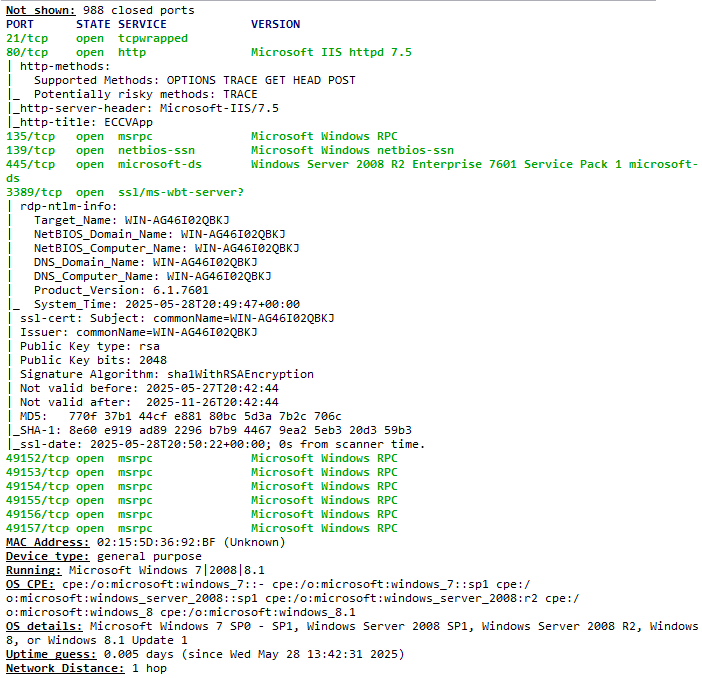 Not shown: 988 closed ports
PORT      STATE SERVICE            VERSION
21/tcp    open  tcpwrapped
80/tcp    open  http               Microsoft IIS httpd 7.5
| http-methods:
|   Supported Methods: OPTIONS TRACE GET HEAD POST
|_  Potentially risky methods: TRACE
|_http-server-header: Microsoft-IIS/7.5
|_http-title: ECCVApp
135/tcp   open  msrpc              Microsoft Windows RPC
139/tcp   open  netbios-ssn        Microsoft Windows netbios-ssn
445/tcp   open  microsoft-ds       Windows Server 2008 R2 Enterprise 7601 Service Pack 1 microsoft-
ds
3389/tcp  open  ssl/ms-wbt-server?
| rdp-ntlm-info:
|   Target_Name: WIN-AG46I02QBKJ
|   NetBIOS_Domain_Name: WIN-AG46I02QBKJ
|   NetBIOS_Computer_Name: WIN-AG46I02QBKJ
|   DNS_Domain_Name: WIN-AG46I02QBKJ
|   DNS_Computer_Name: WIN-AG46I02QBKJ
|   Product_Version: 6.1.7601
|_  System_Time: 2025-05-28T20:49:47+00:00
| ssl-cert: Subject: commonName=WIN-AG46I02QBKJ
| Issuer: commonName=WIN-AG46I02QBKJ
| Public Key type: rsa
| Public Key bits: 2048
| Signature Algorithm: sha1WithRSAEncryption
| Not valid before: 2025-05-27T20:42:44
| Not valid after:  2025-11-26T20:42:44
| MD5:   770f 37b1 44cf e881 80bc 5d3a 7b2c 706c
|_SHA-1: 8e60 e919 ad89 2296 b7b9 4467 9ea2 5eb3 20d3 59b3
|_ssl-date: 2025-05-28T20:50:22+00:00; 0s from scanner time.
49152/tcp open  msrpc              Microsoft Windows RPC
49153/tcp open  msrpc              Microsoft Windows RPC
49154/tcp open  msrpc              Microsoft Windows RPC
49155/tcp open  msrpc              Microsoft Windows RPC
49156/tcp open  msrpc              Microsoft Windows RPC
49157/tcp open  msrpc              Microsoft Windows RPC
MAC Address: 02:15:5D:36:92:BF (Unknown)
Device type: general purpose
Running: Microsoft Windows 7|2008|8.1
OS CPE: cpe:/o:microsoft:windows_7::- cpe:/o:microsoft:windows_7::sp1 cpe:/
o:microsoft:windows_server_2008::sp1 cpe:/o:microsoft:windows_server_2008:r2 cpe:/
o:microsoft:windows_8 cpe:/o:microsoft:windows_8.1
OS details: Microsoft Windows 7 SP0 - SP1, Windows Server 2008 SP1, Windows Server 2008 R2, Windows
8, or Windows 8.1 Update 1
Uptime guess: 0.005 days (since Wed May 28 13:42:31 2025)
Network Distance: 1 hop